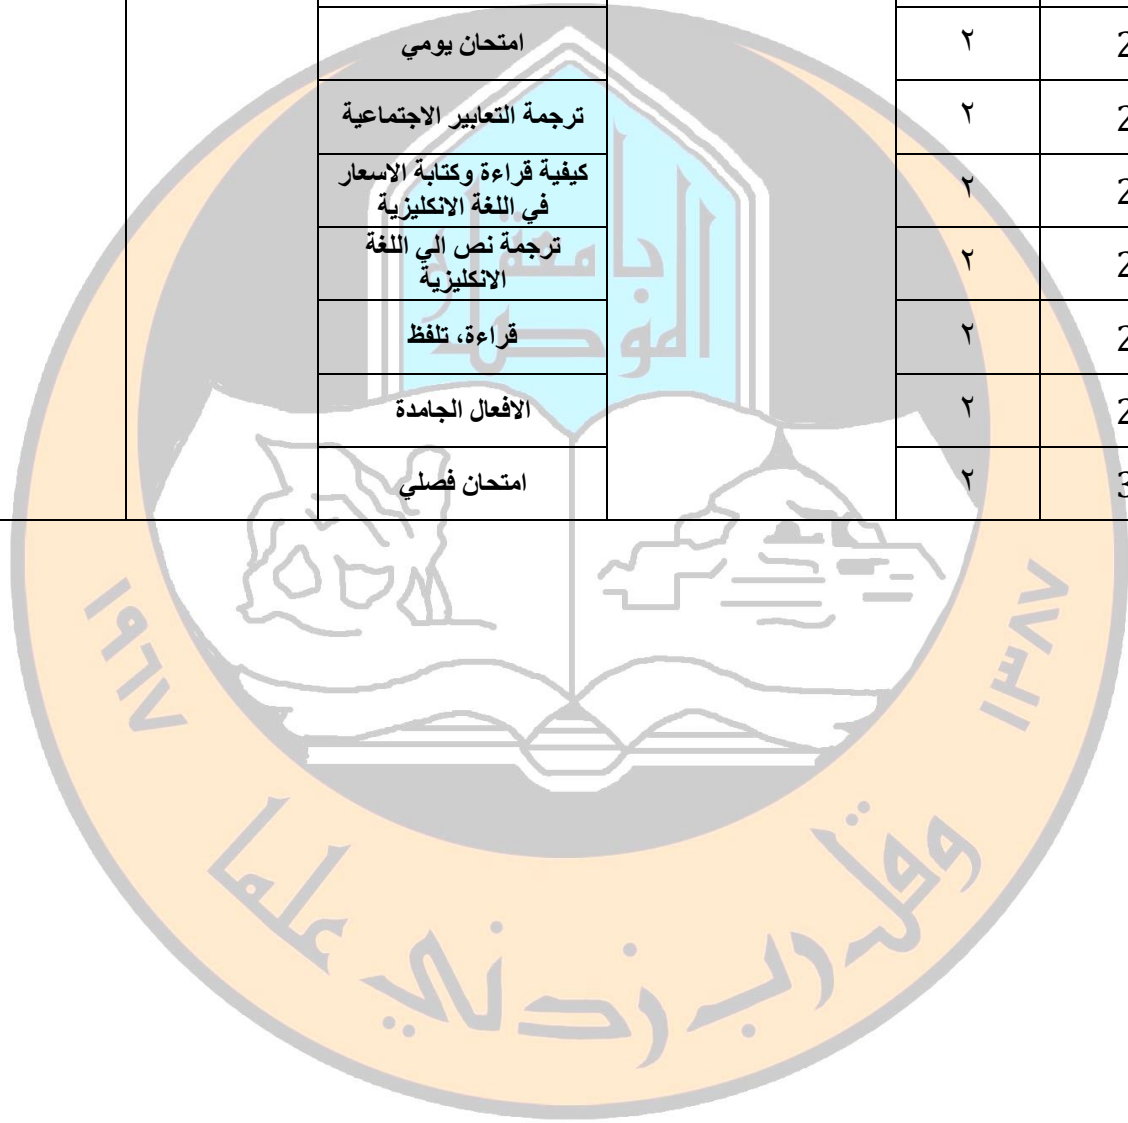 2 ٢ امتحان يومي
2 ٢ ترجمة التعابير الاجتماعية
2 ٢ كيفية قراءة وكتابة الاسعار
في اللغة الانكليزية
2 ٢ ترجمة نص الي اللغة
الانكليزية
2 ٢ قراءة، تلفظ
2 ٢ الافعال الجامدة
3 ٢ امتحان فصلي
جامعة
الموصل
١٣٨٧
١٩٦٧
وقل رب زدني علما